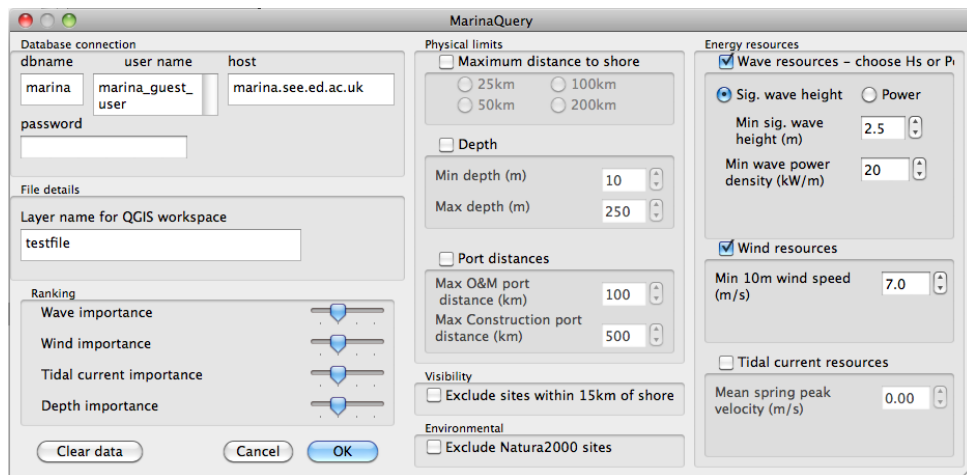 MarinaQuery
Database connection
dbname user name host
marina marina_guest_ marina.see.ed.ac.uk
user
password
File details
Layer name for QGIS workspace
testfile
Ranking
Wave importance
Wind importance
Tidal current importance
Depth importance
Clear data Cancel OK
Physical limits
Maximum distance to shore
25km 100km
50km 200km
Depth
Min depth (m) 10
Max depth (m) 250
Port distances
Max O&M port
distance (km) 100
Max Construction port
distance (km) 500
Visibility
Exclude sites within 15km of shore
Environmental
Exclude Natura2000 sites
Energy resources
Wave resources - choose Hs or
Sig. wave height Power
Min sig. wave
height (m) 2.5
Min wave power
density (kW/m) 20
Wind resources
Min 10m wind speed
(m/s) 7.0
Tidal current resources
Mean spring peak
velocity (m/s) 0.00